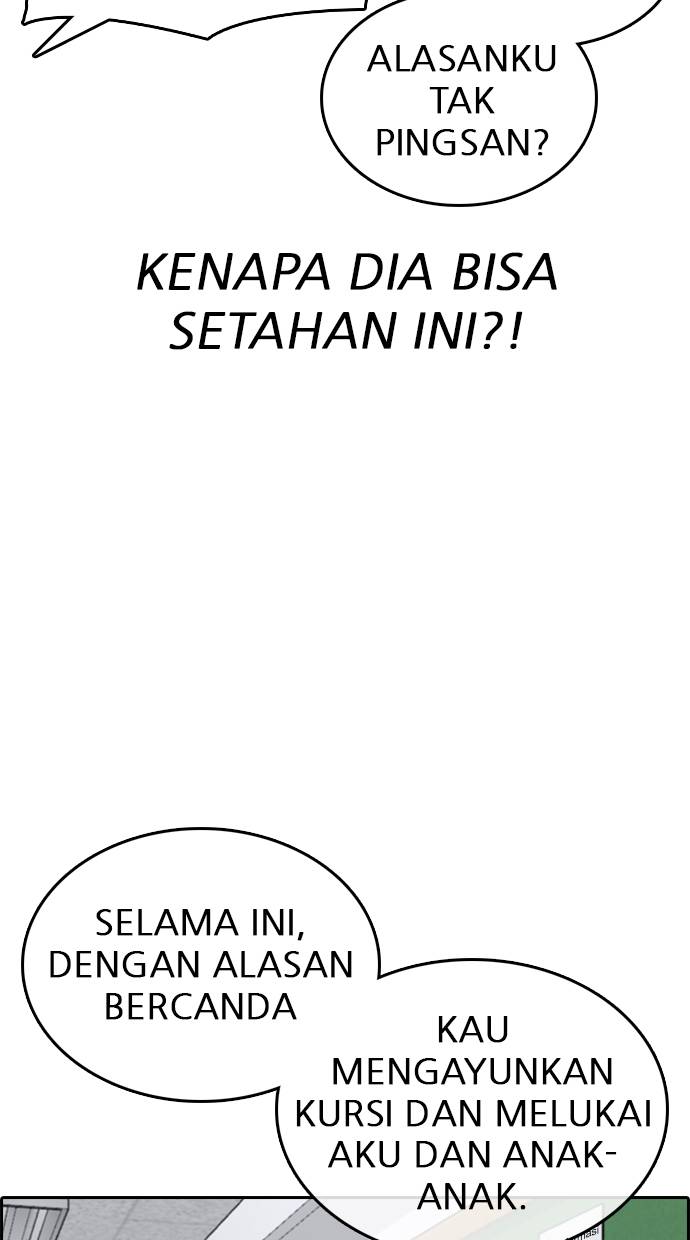 ALASANKU
TAK
PINGSAN?
KENAPA DIA BISA
SETAHAN INI?!
SELAMA INI,
DENGAN ALASAN
BERCANDA
KAU
MENGAYUNKAN
KURSI DAN MELUKAI
AKU DAN ANAK-
ANAK.